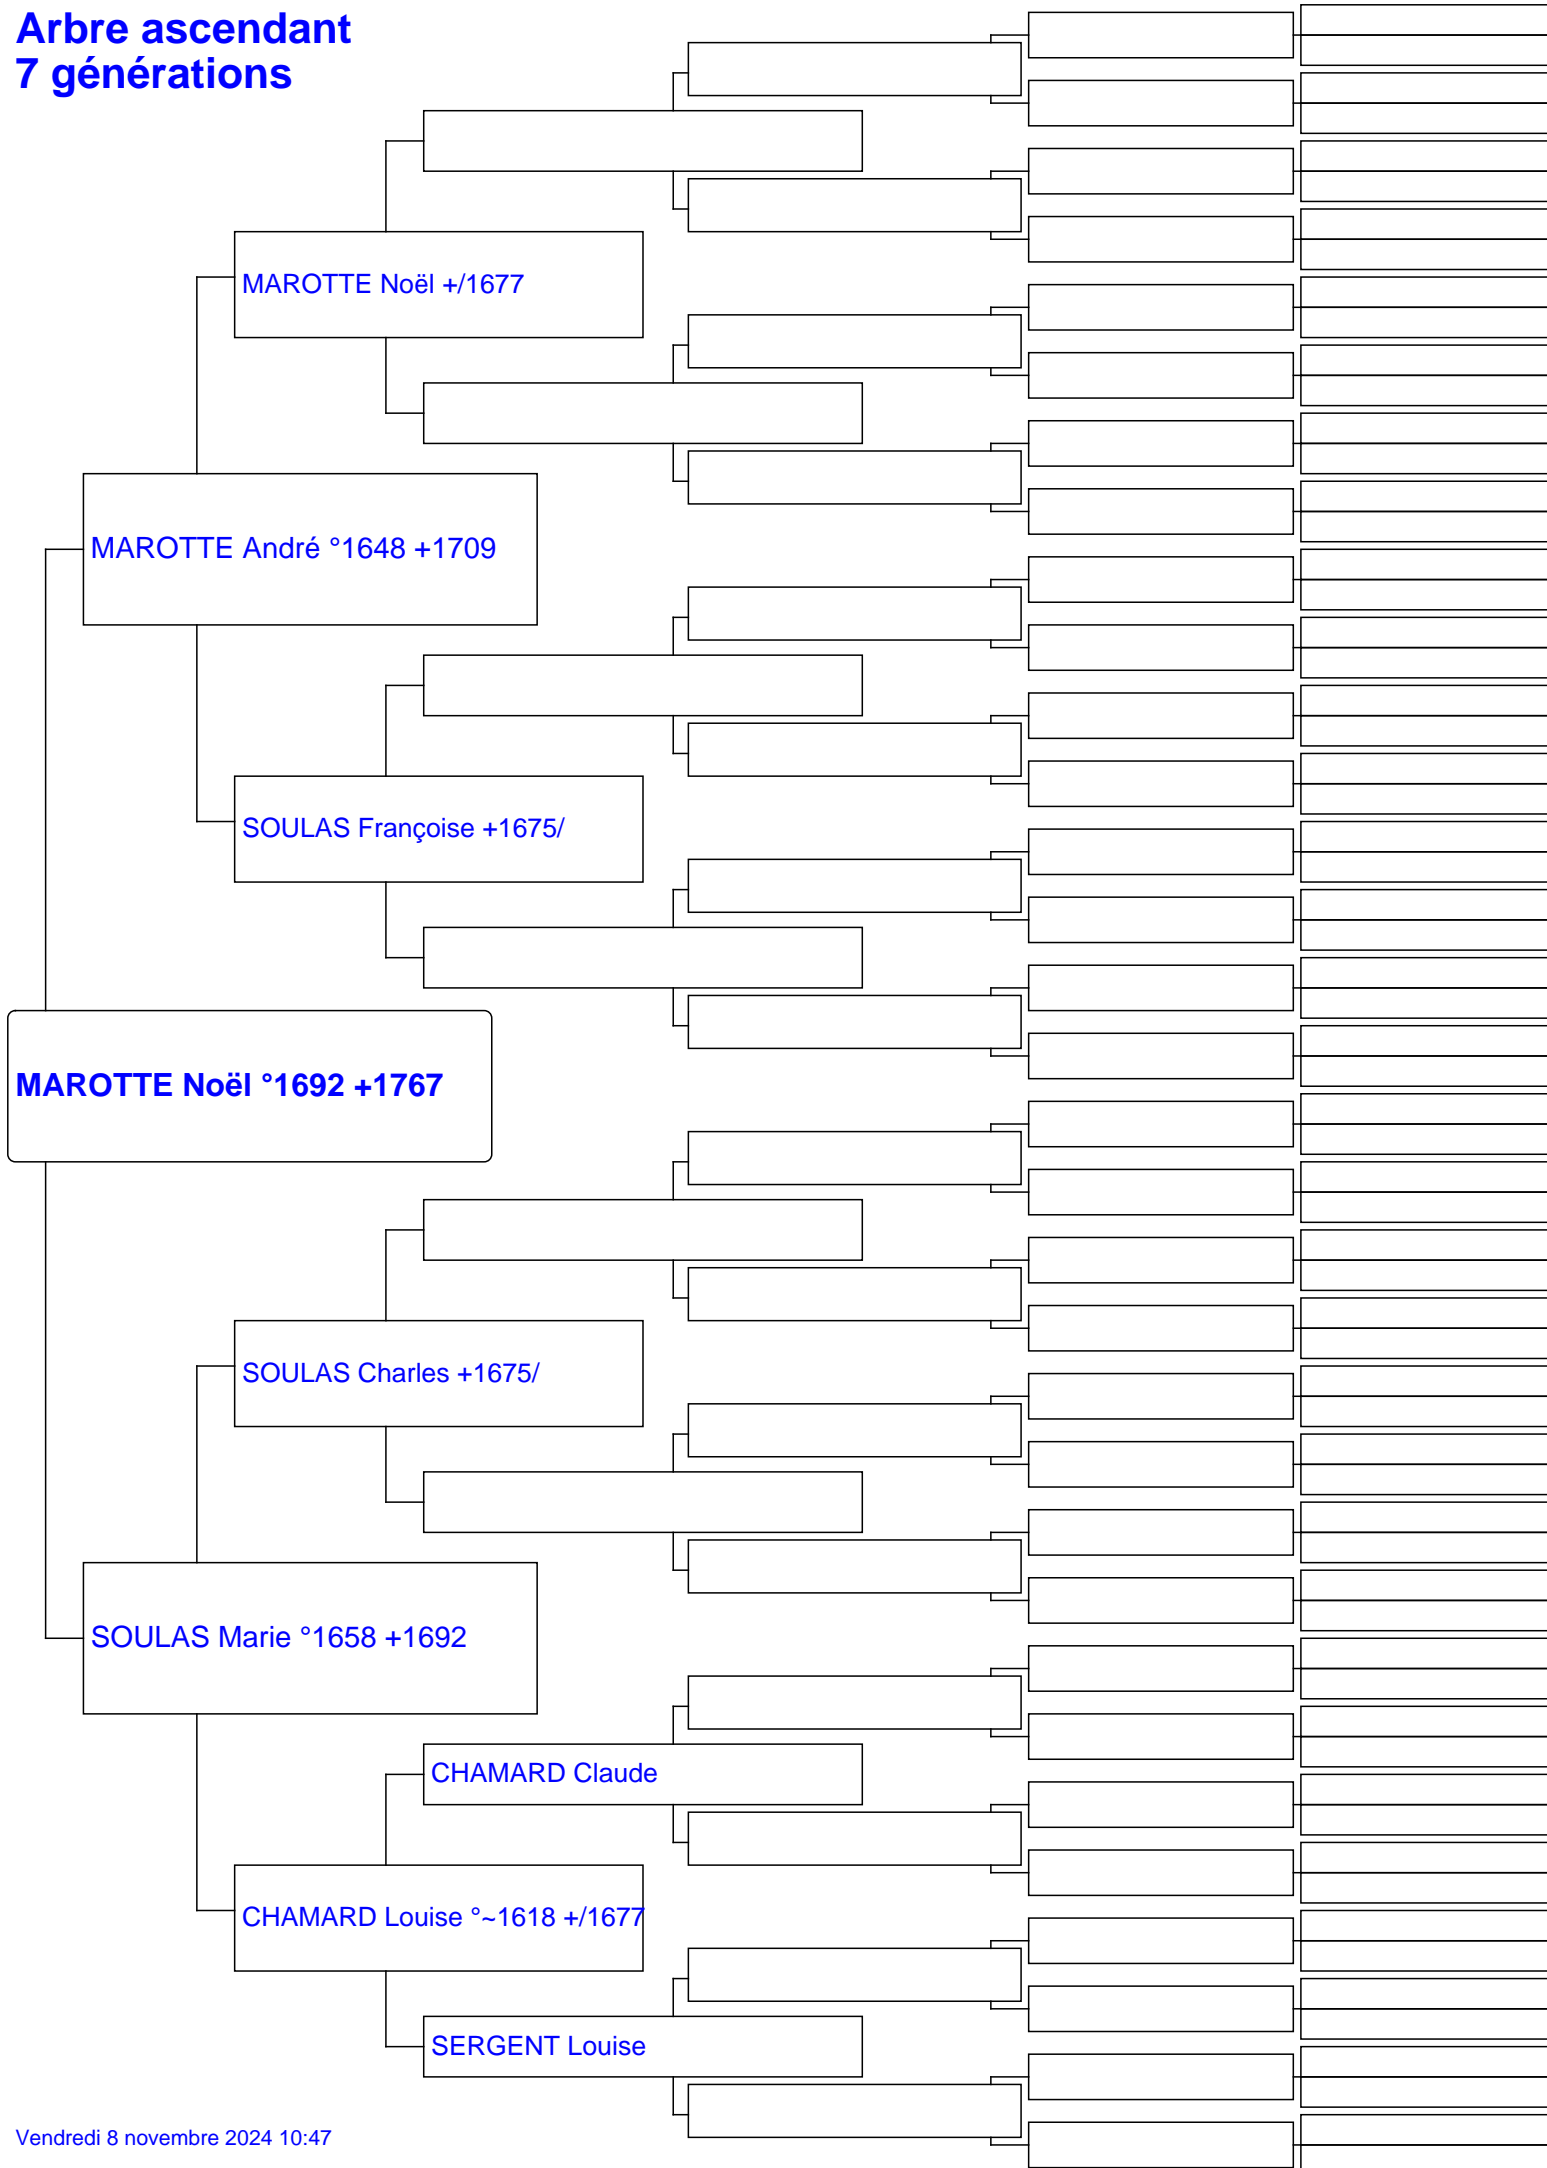 Arbre ascendant
7 générations
MAROTTE Noël +/1677
MAROTTE André °1648 +1709
SOULAS Françoise +1675/
MAROTTE Noël °1692 +1767
SOULAS Charles +1675/
SOULAS Marie °1658 +1692
CHAMARD Claude
CHAMARD Louise °~1618 +/1677
SERGENT Louise
Vendredi 8 novembre 2024 10:47